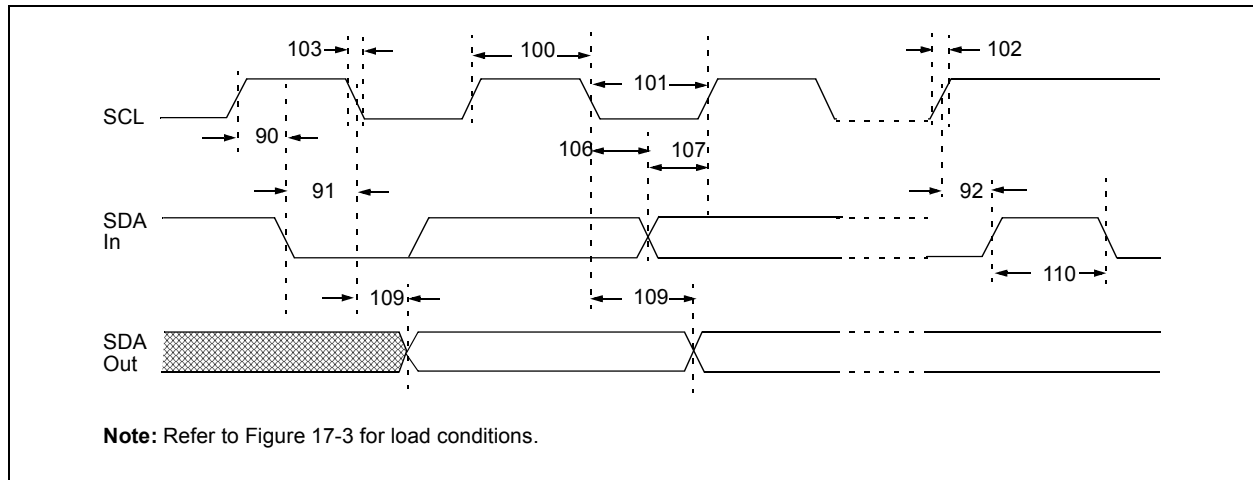 103
100
102
101
SCL
90
106
107
91
92
SDA
In
110
109
109
SDA
Out
Note: Refer to Figure 17-3 for load conditions.